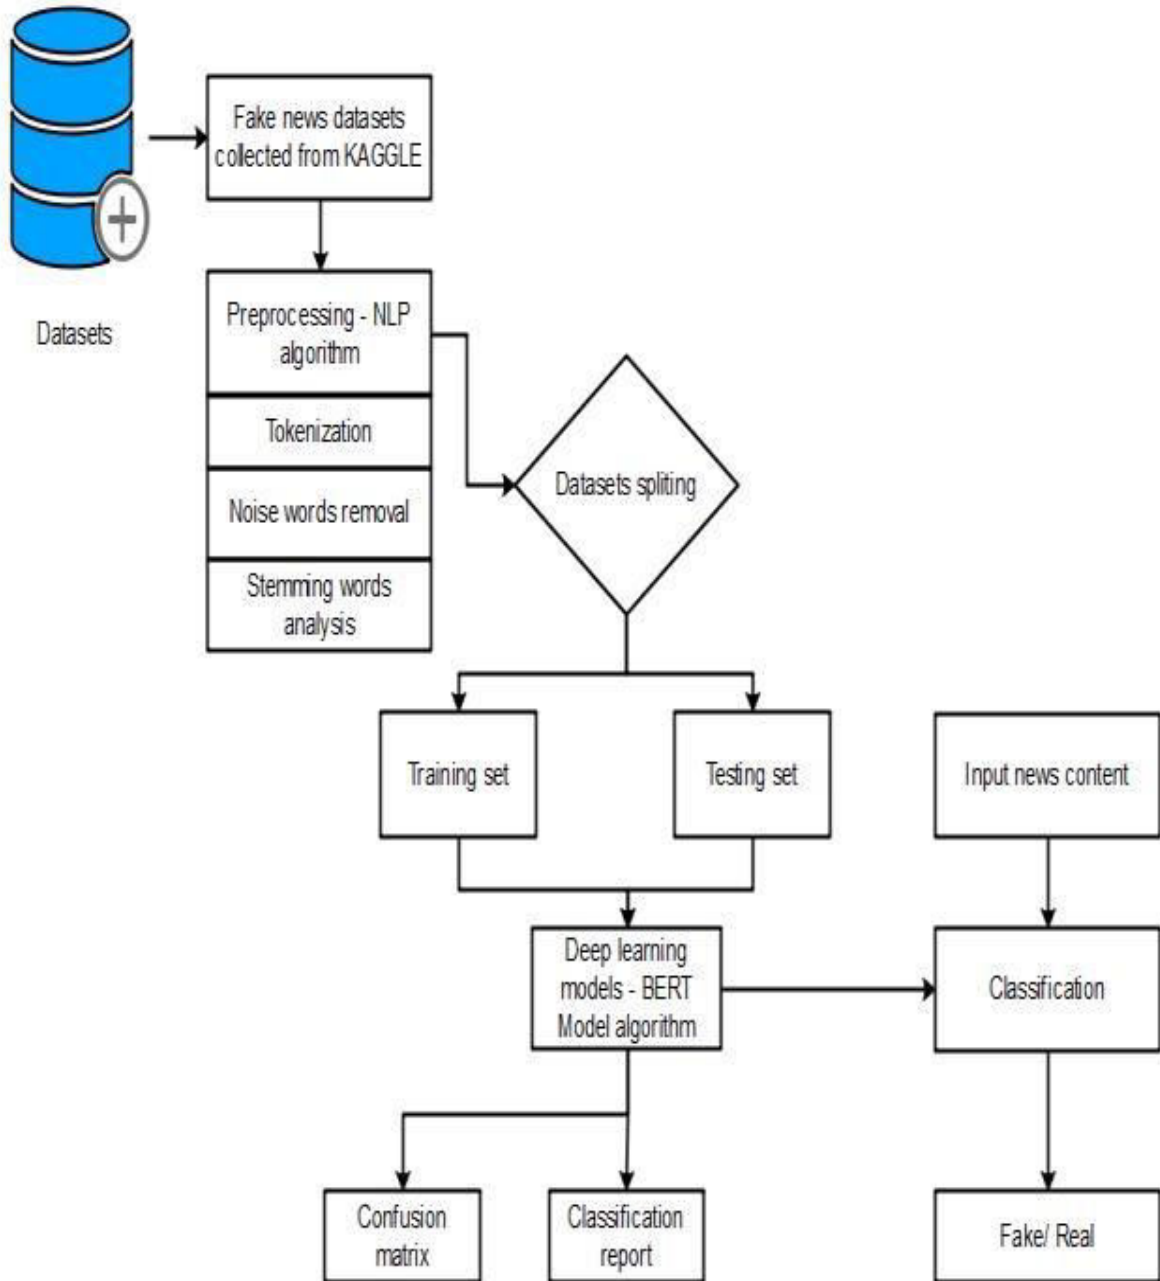 Fake news datasets
collected from KAGGLE
Datasets
Preprocessing - NLP
algorithm
Tokenization
Noise words removal
Stemming words
analysis
Datasets spliting
Training set
Testing set
Input news content
Deep learning
models - BERT
Model algorithm
Classification
Confusion
matrix
Classification
report
Fake/ Real